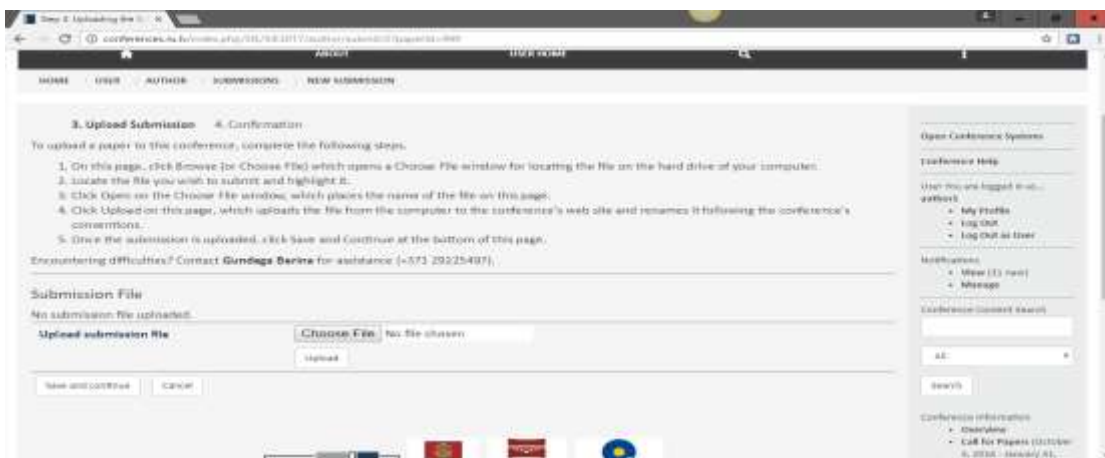 ABOUT
USER HOME
HOME USER AUTHOR SUBMISSIONS NEW SUBMISSION
3. Upload Submission 4. Confirmation
To upload a paper to this conference, complete the following steps.
1. On this page, click Browse (or Choose File) which opens a Choose File window for locating the file on the hard drive of your computer.
2. Locate the file you wish to submit and highlight it.
3. Click Open on the Choose File window, which places the name of the file on this page.
4. Click Upload on this page, which uploads the file from the computer to the conference's web site and renames it following the conference's
conventions.
5. Once the submission is uploaded, click Save and Continue at the bottom of this page.
Encountering difficulties? Contact Gundega Berina for assistance (+371 29225497).
Submission File
No submission file uploaded.
Upload submission file
Choose File No file chosen
Upload
Save and continue Cancel
Open Conference Systems
Conference Help
User You are logged in as...
My Profile
Log Out
Log Out as User
Notifications
View
Manage
Conference Content Search
All
Search
Conference Information
Overview
Call for Papers (October